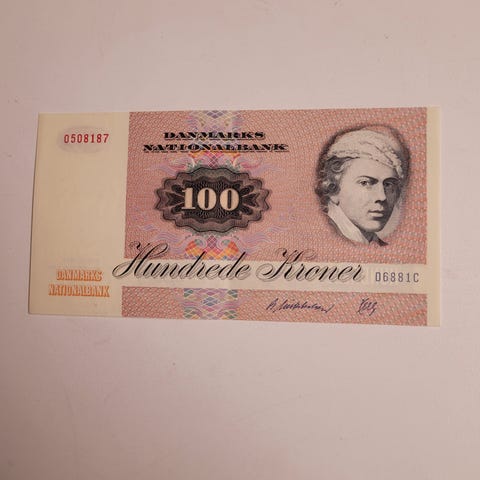 0508187
DANMARKS
NATIONALBANK
100
Hundrede Kroner
D6881C
DANMARKS
NATIONALBANK